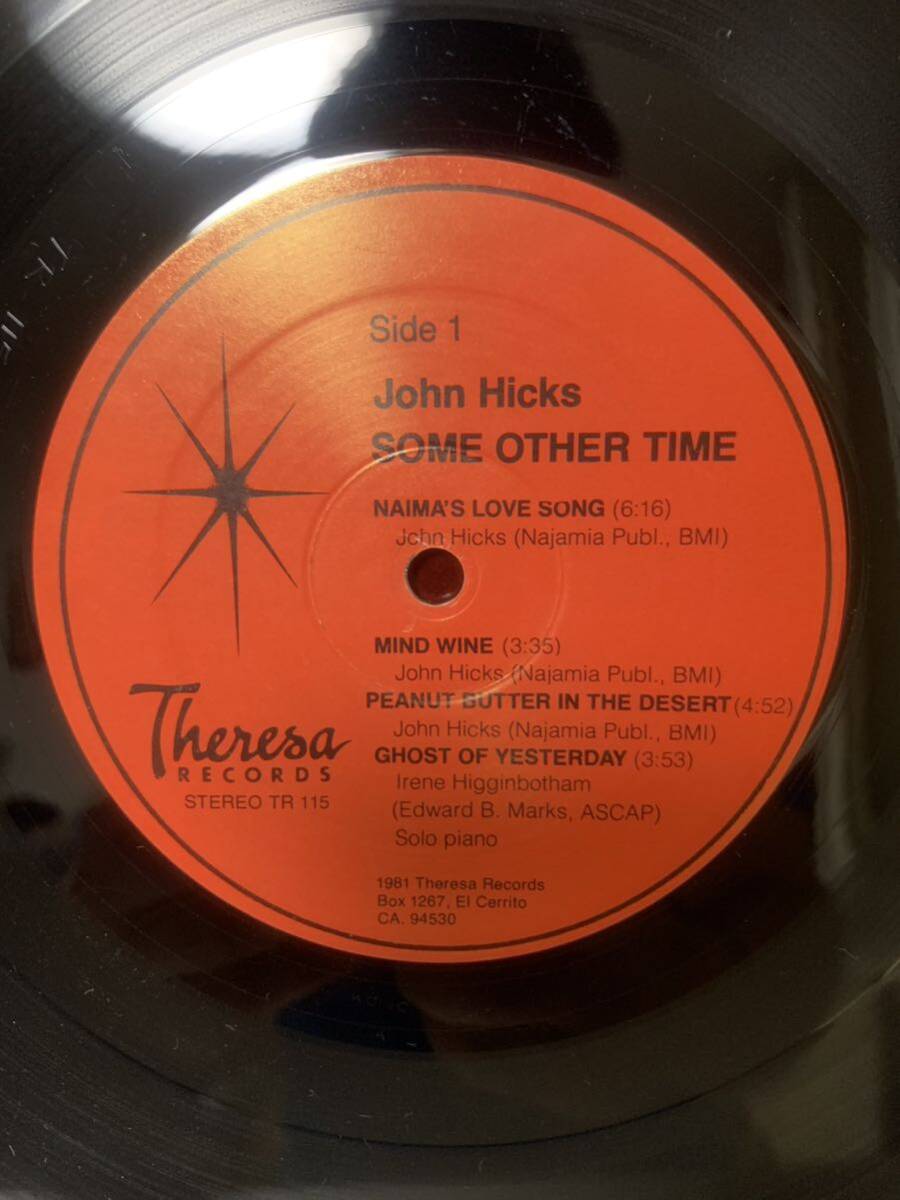 Side 1
John Hicks
SOME OTHER TIME
NAIMA'S LOVE SONG (6:16)
John Hicks (Najamia Publ., BMI)
MIND WINE (3:35)
John Hicks (Najamia Publ., BMI)
PEANUT BUTTER IN THE DESERT (4:52)
John Hicks (Najamia Publ., BMI)
GHOST OF YESTERDAY (3:53)
Irene Higginbotham
(Edward B. Marks, ASCAP)
Solo piano
1981 Theresa Records
Box 1267, El Cerrito
CA. 94530
Theresa
RECORDS
STEREO TR 115